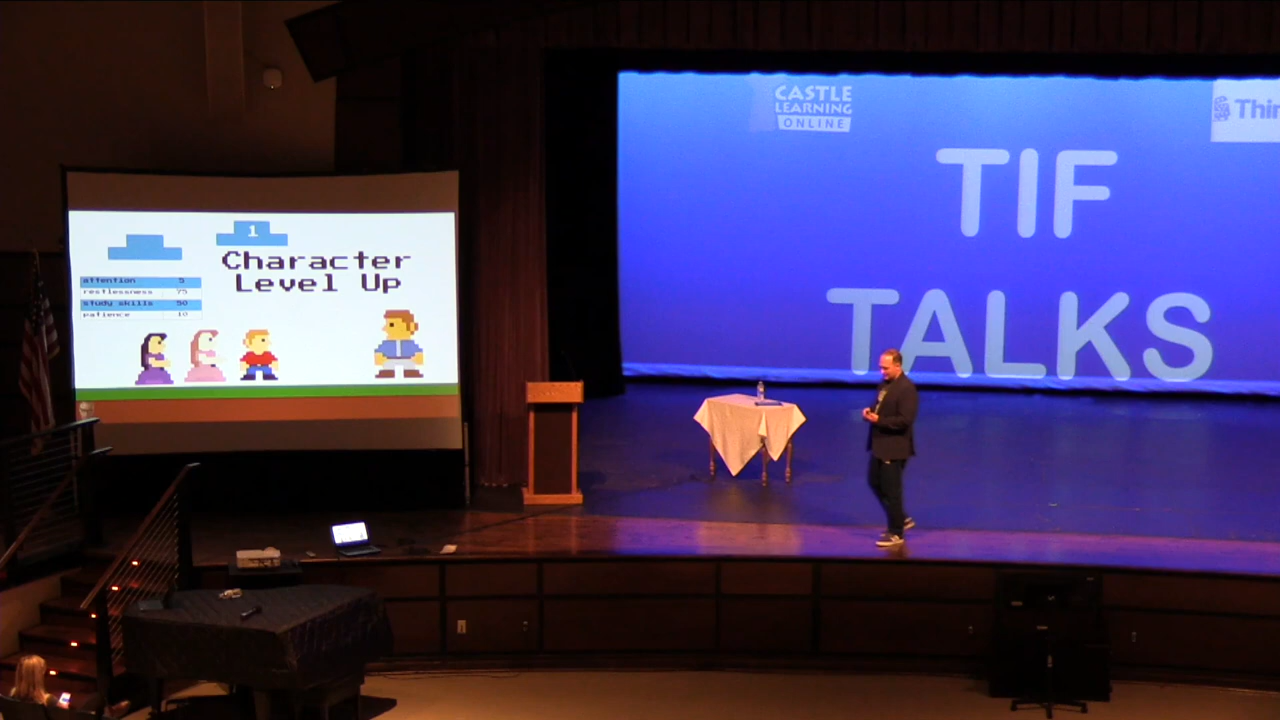 1
Character
Level Up
attention 5
restlessness 75
study skills 50
patience 10
CASTLE
LEARNING
ONLINE
Thin
TIF
TALKS